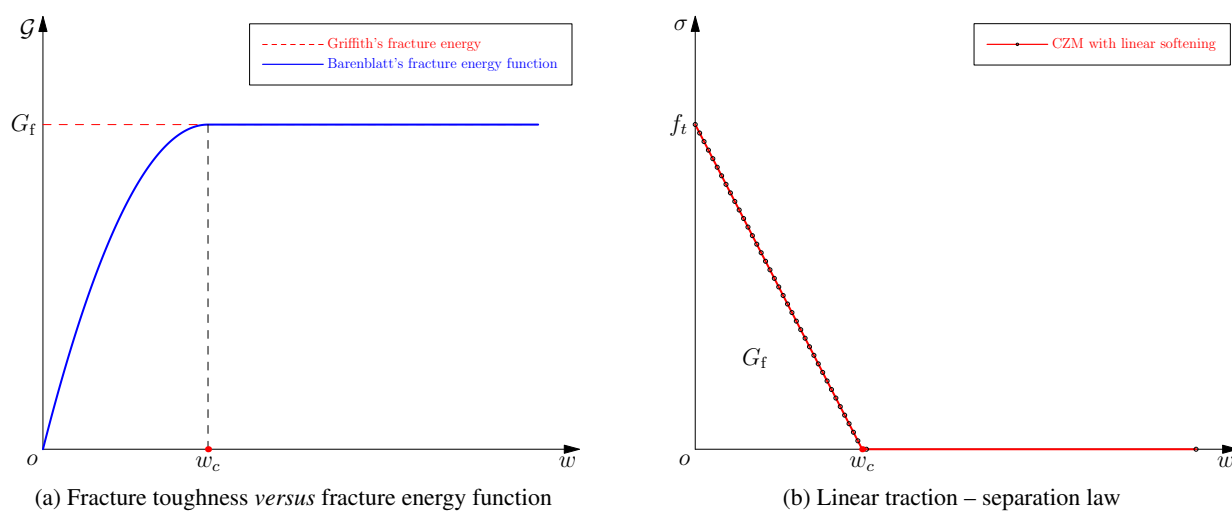 𝒢
Griffith's fracture energy
Barenblatt's fracture energy function
G_f
o
w_c
w
(a) Fracture toughness versus fracture energy function
σ
CZM with linear softening
f_t
G_f
o
w_c
w
(b) Linear traction – separation law